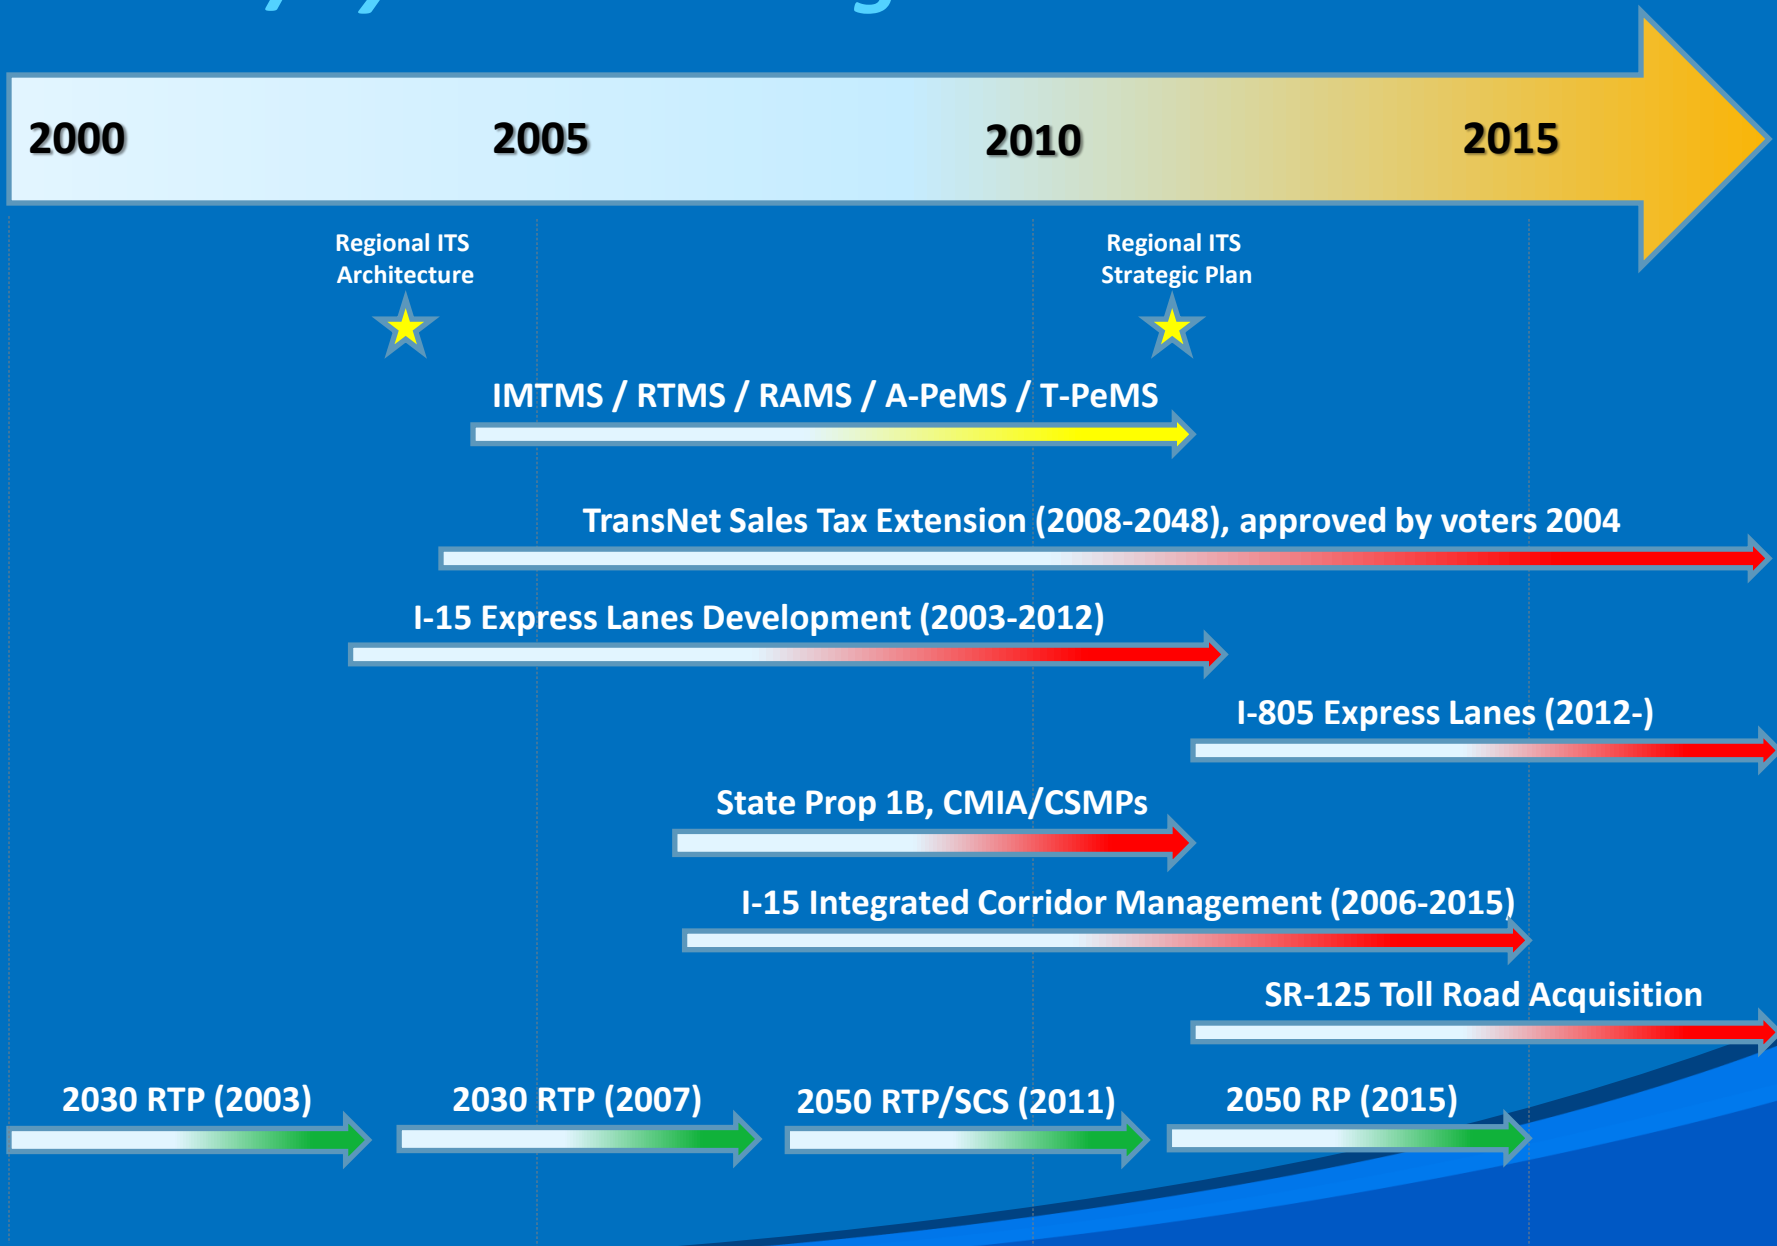 2000
2005
2010
2015
Regional ITS
Architecture
Regional ITS
Strategic Plan
IMTMS / RTMS / RAMS / A-PeMS / T-PeMS
TransNet Sales Tax Extension (2008-2048), approved by voters 2004
I-15 Express Lanes Development (2003-2012)
I-805 Express Lanes (2012-)
State Prop 1B, CMIA/CSMPs
I-15 Integrated Corridor Management (2006-2015)
SR-125 Toll Road Acquisition
2030 RTP (2003)
2030 RTP (2007)
2050 RTP/SCS (2011)
2050 RP (2015)